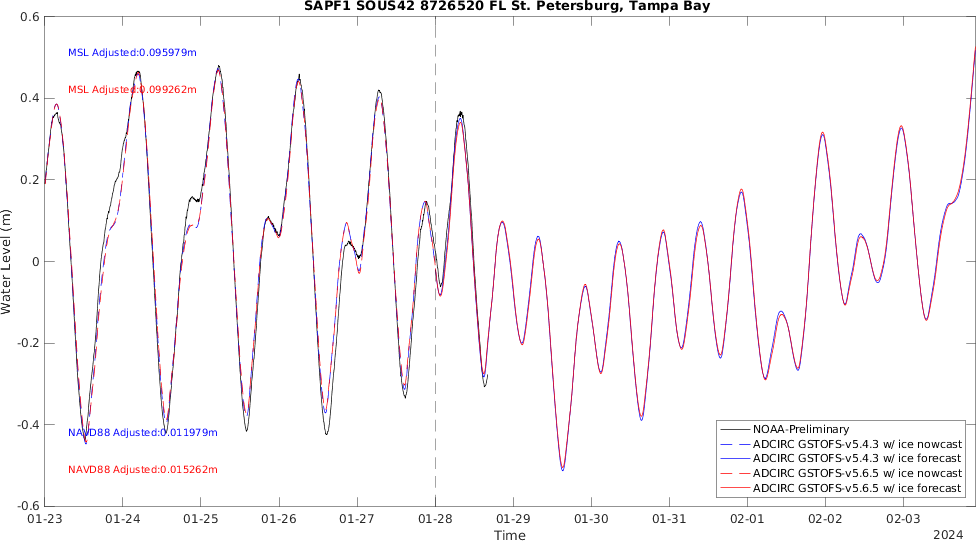 SAPF1 SOUS42 8726520 FL St. Petersburg, Tampa Bay
0.6
MSL Adjusted:0.095979m
MSL Adjusted:0.099262m
0.4
0.2
0
-0.2
-0.4
-0.6
Water Level (m)
NAVD88 Adjusted:0.011979m
NAVD88 Adjusted:0.015262m
NOAA-Preliminary
ADCIRC GSTOFS-v5.4.3 w/ ice nowcast
ADCIRC GSTOFS-v5.4.3 w/ ice forecast
ADCIRC GSTOFS-v5.6.5 w/ ice nowcast
ADCIRC GSTOFS-v5.6.5 w/ ice forecast
01-23 01-24 01-25 01-26 01-27 01-28 01-29 01-30 01-31 02-01 02-02 02-03
Time
2024